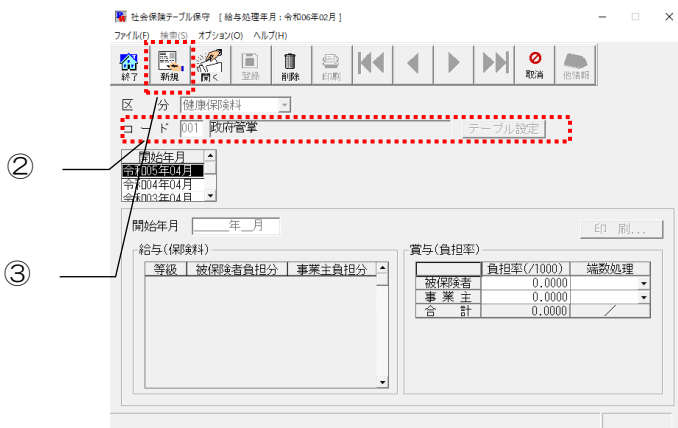 社会保険テーブル保守 [ 給与処理年月 : 令和06年02月 ]
ファイル(F) 検索(S) オプション(O) ヘルプ(H)
終了 新規 開く 登録 削除 印刷 取消 他情報
区 分 健康保険料
コード 001 政府管掌 テーブル設定
②
開始年月
令和05年04月
令和04年04月
令和03年04月
開始年月 ____年__月 印 刷...
③
給与(保険料) 賞与(負担率)
等級 被保険者負担分 事業主負担分
負担率(/1000) 端数処理
被保険者 0.0000
事 業 主 0.0000
合 計 0.0000 /